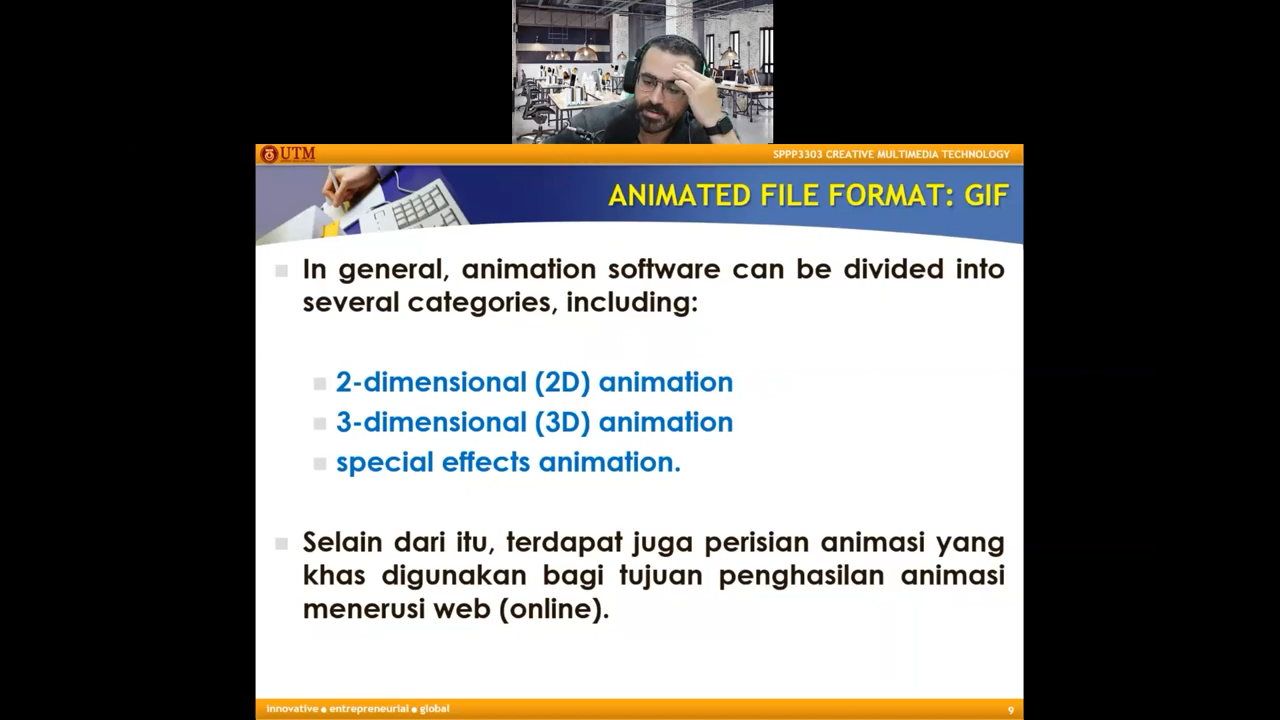 UTM
SPPP3303 CREATIVE MULTIMEDIA TECHNOLOGY
ANIMATED FILE FORMAT: GIF
In general, animation software can be divided into
several categories, including:
2-dimensional (2D) animation
3-dimensional (3D) animation
special effects animation.
Selain dari itu, terdapat juga perisian animasi yang
khas digunakan bagi tujuan penghasilan animasi
menerusi web (online).
innovative ● entrepreneurial ● global
9